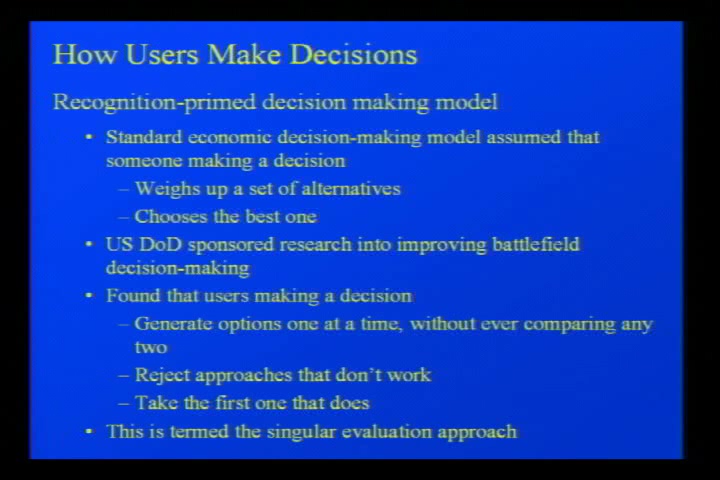 How Users Make Decisions
Recognition-primed decision making model
• Standard economic decision-making model assumed that
someone making a decision
– Weighs up a set of alternatives
– Chooses the best one
• US DoD sponsored research into improving battlefield
decision-making
• Found that users making a decision
– Generate options one at a time, without ever comparing any
two
– Reject approaches that don't work
– Take the first one that does
• This is termed the singular evaluation approach